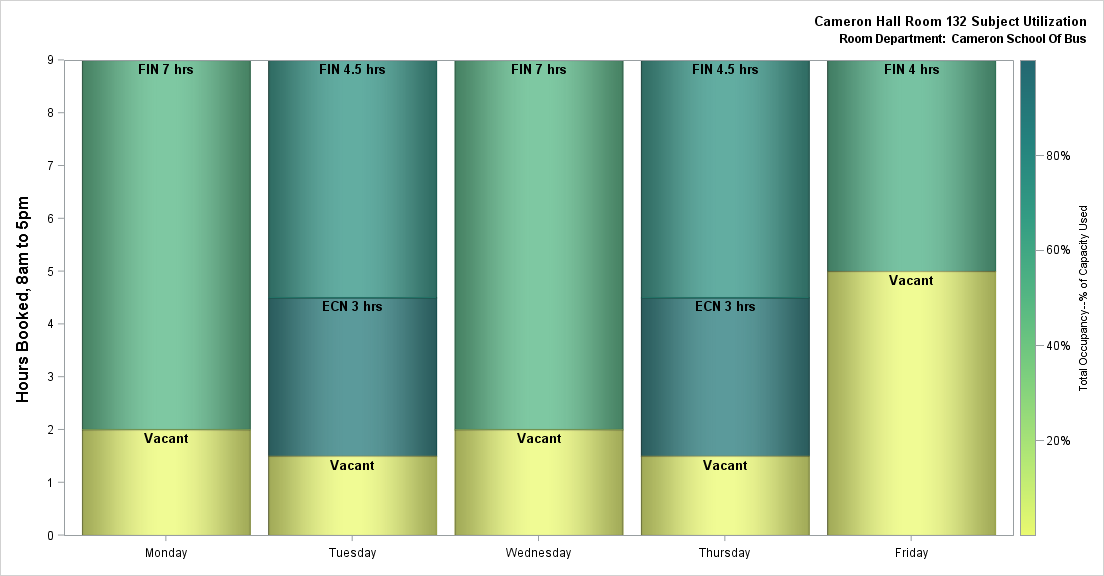 Cameron Hall Room 132 Subject Utilization
Room Department: Cameron School Of Bus
Hours Booked, 8am to 5pm
9
8
7
6
5
4
3
2
1
0
FIN 7 hrs
Vacant
FIN 4.5 hrs
ECN 3 hrs
Vacant
FIN 7 hrs
Vacant
FIN 4.5 hrs
ECN 3 hrs
Vacant
FIN 4 hrs
Vacant
Monday
Tuesday
Wednesday
Thursday
Friday
80%
60%
40%
20%
Total Occupancy--% of Capacity Used